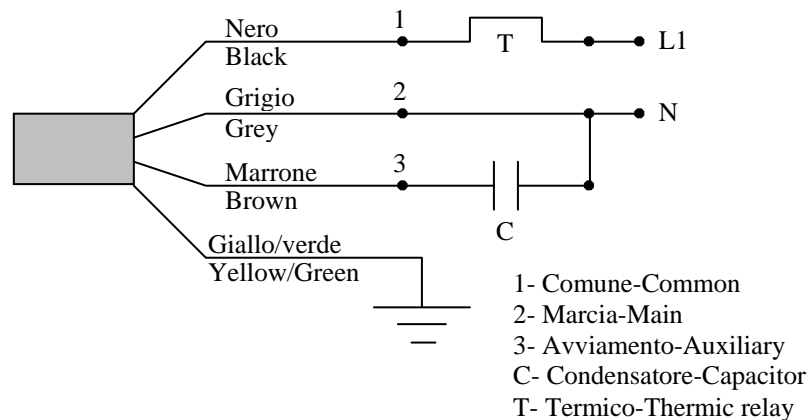 Nero
Black
1
T
L1
Grigio
Grey
2
N
Marrone
Brown
3
C
Giallo/verde
Yellow/Green
1- Comune-Common
2- Marcia-Main
3- Avviamento-Auxiliary
C- Condensatore-Capacitor
T- Termico-Thermic relay